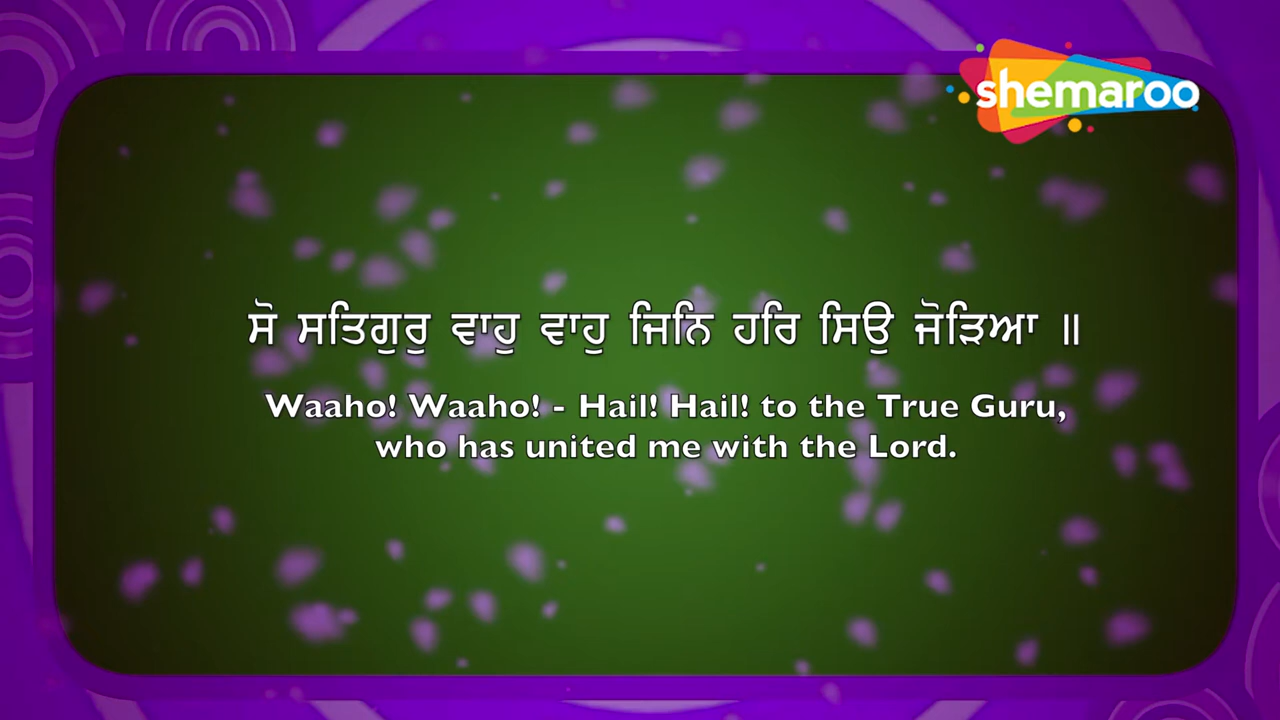 shemaroo
ਸੋ ਸਤਿਗੁਰੁ ਵਾਹੁ ਵਾਹੁ ਜਿਨਿ ਹਰਿ ਸਿਉ ਜੋੜਿਆ ॥
Waaho! Waaho! - Hail! Hail! to the True Guru,
who has united me with the Lord.